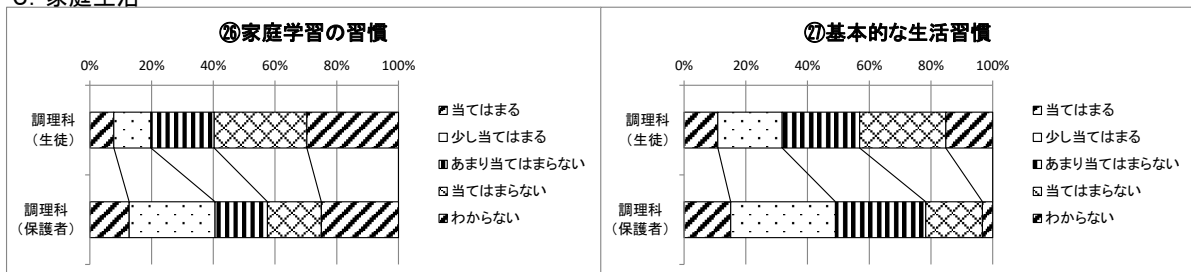 ㉖家庭学習の習慣
0% 20% 40% 60% 80% 100%
調理科
(生徒)
調理科
(保護者)
当てはまる
少し当てはまる
あまり当てはまらない
当てはまらない
わからない
㉗基本的な生活習慣
0% 20% 40% 60% 80% 100%
調理科
(生徒)
調理科
(保護者)
当てはまる
少し当てはまる
あまり当てはまらない
当てはまらない
わからない